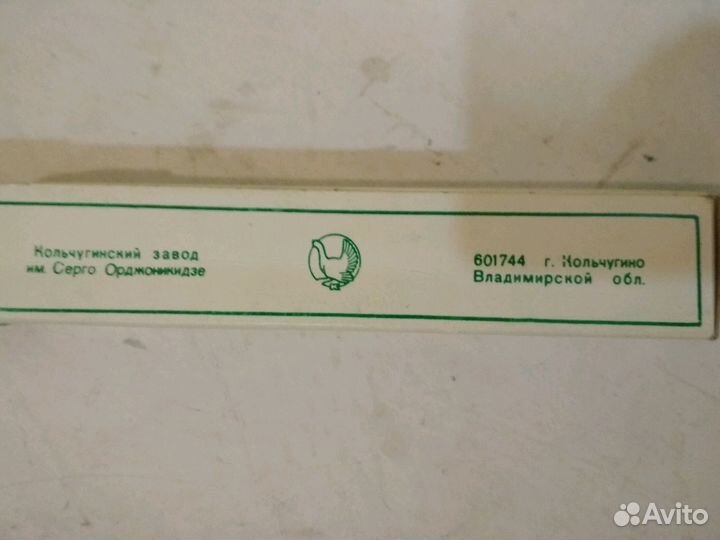 Кольчугинский завод
им. Серго Орджоникидзе
601744 г. Кольчугино
Владимирской обл.
Avito